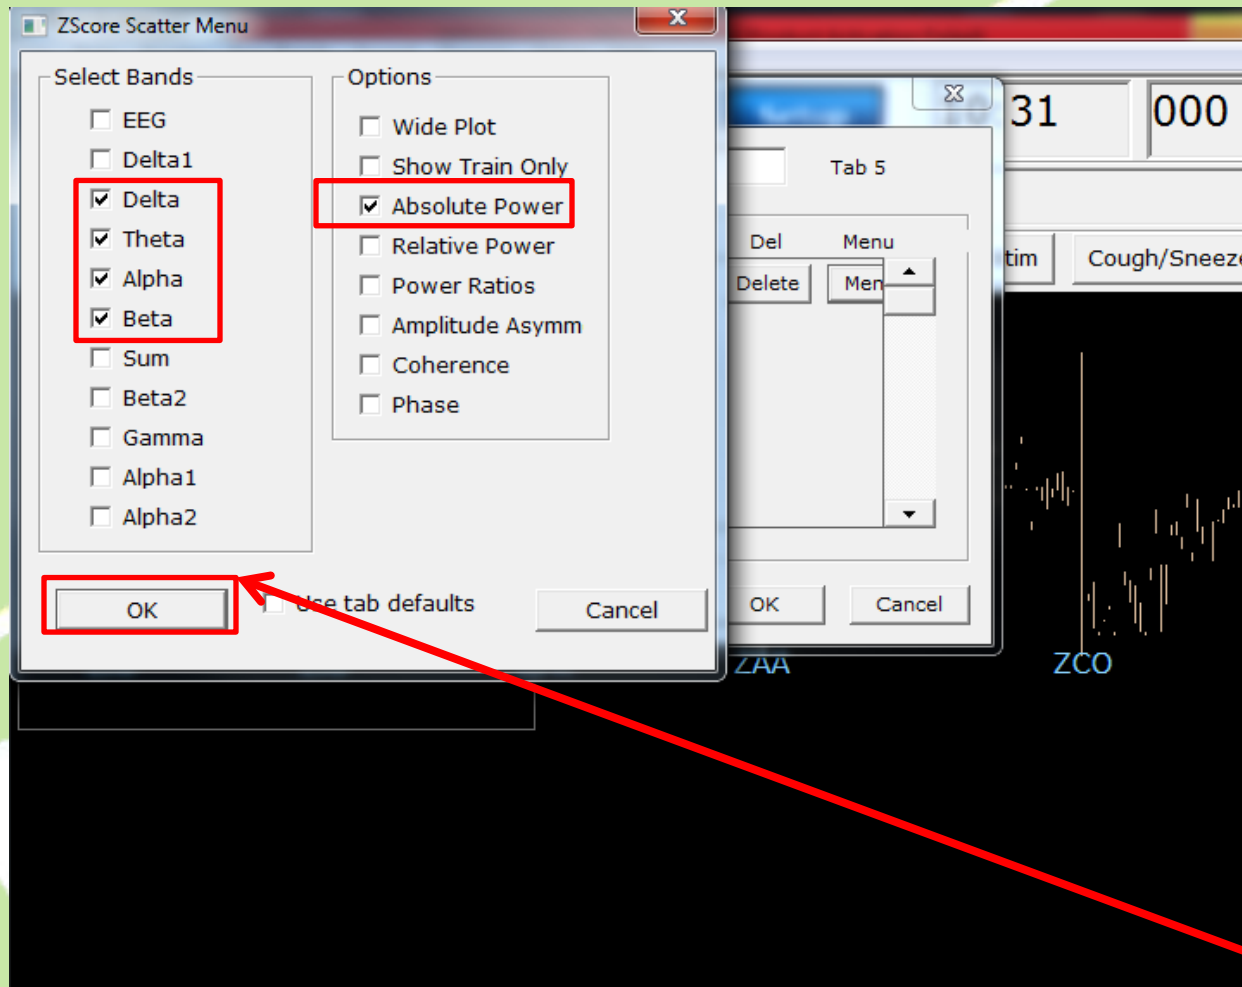 ZScore Scatter Menu
x
Select Bands
EEG
Delta1
Delta
Theta
Alpha
Beta
Sum
Beta2
Gamma
Alpha1
Alpha2
Options
Wide Plot
Show Train Only
Absolute Power
Relative Power
Power Ratios
Amplitude Asymm
Coherence
Phase
OK
Use tab defaults
Cancel
31
000
Tab 5
Del
Menu
Delete
Men
OK
Cancel
tim
Cough/Sneeze
ZAA
ZCO